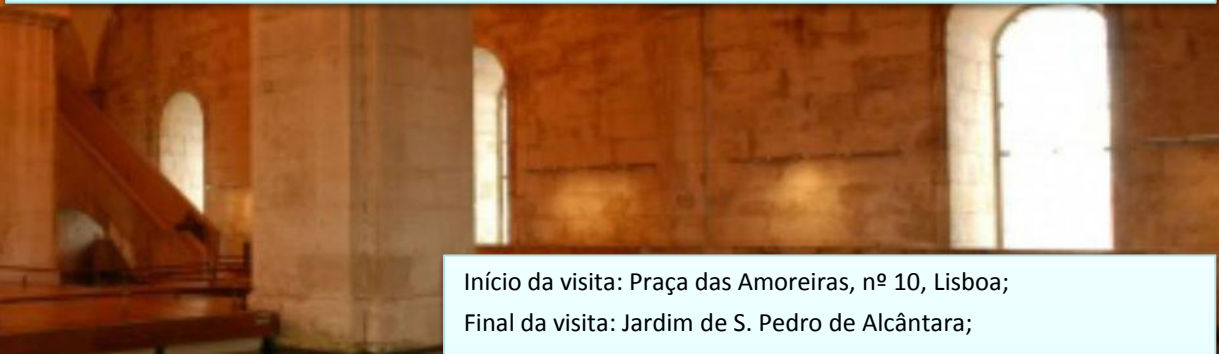 Início da visita: Praça das Amoreiras, nº 10, Lisboa;
Final da visita: Jardim de S. Pedro de Alcântara;